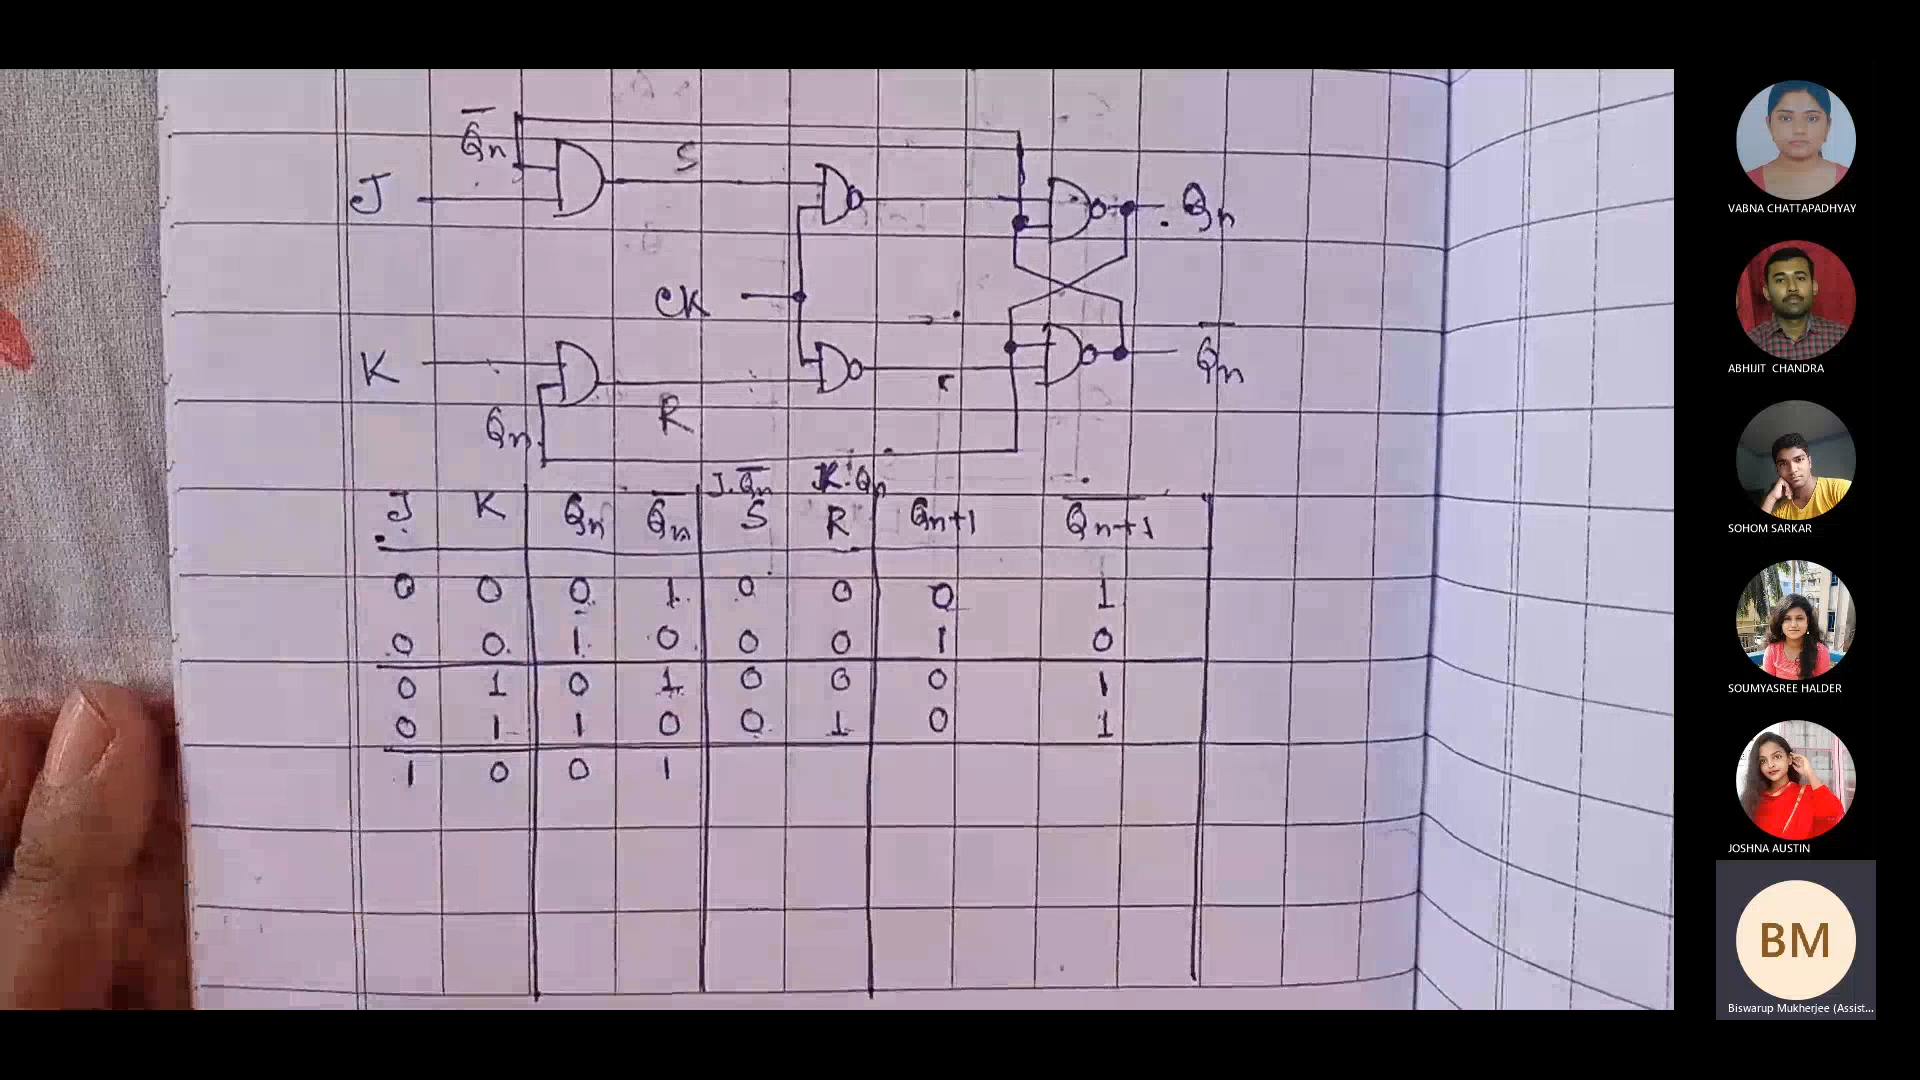 Q̅n
S
J
Qn
CK
K
Q̅n
Qn
R
J.Q̅n K.Qn
J K Qn Q̅n S R Qn+1 Q̅n+1
0 0 0 1 0 0 0 1
0 0 1 0 0 0 1 0
0 1 0 1 0 0 0 1
0 1 1 0 0 1 0 1
1 0 0 1
VABNA CHATTAPADHYAY
ABHIJIT CHANDRA
SOHOM SARKAR
SOUMYASREE HALDER
JOSHNA AUSTIN
BM
Biswarup Mukherjee (Assist...